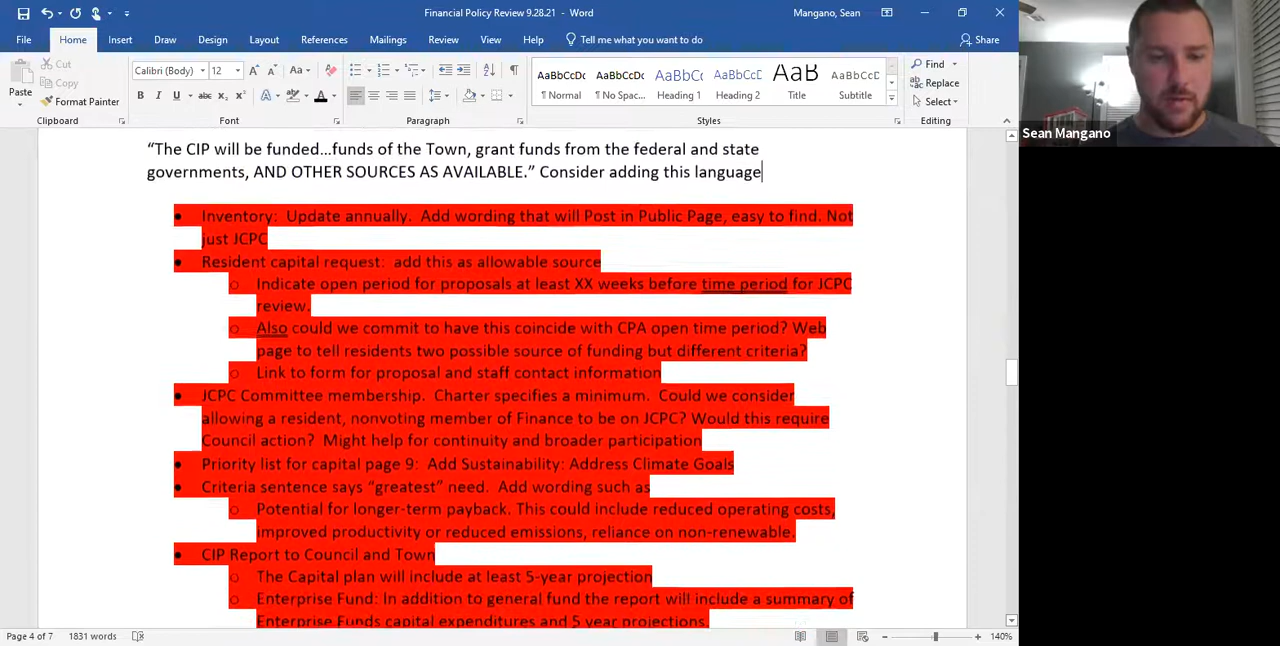 Financial Policy Review 9.28.21 - Word
Mangano, Sean
File Home Insert Draw Design Layout References Mailings Review View Help Tell me what you want to do Share
Paste
Cut
Copy
Format Painter
Clipboard
Calibri (Body) 12
Font
Paragraph
AaBbCcDc AaBbCcDc AaBbC AaBbCcD AaB AaBbCcD
¶ Normal ¶ No Spac... Heading 1 Heading 2 Title Subtitle
Styles
Find
Replace
Select
Editing
Sean Mangano
“The CIP will be funded...funds of the Town, grant funds from the federal and state
governments, AND OTHER SOURCES AS AVAILABLE.” Consider adding this language
• Inventory: Update annually. Add wording that will Post in Public Page, easy to find. Not
just JCPC
• Resident capital request: add this as allowable source
o Indicate open period for proposals at least XX weeks before time period for JCPC
review.
o Also could we commit to have this coincide with CPA open time period? Web
page to tell residents two possible source of funding but different criteria?
o Link to form for proposal and staff contact information
• JCPC Committee membership. Charter specifies a minimum. Could we consider
allowing a resident, nonvoting member of Finance to be on JCPC? Would this require
Council action? Might help for continuity and broader participation
• Priority list for capital page 9: Add Sustainability: Address Climate Goals
• Criteria sentence says “greatest” need. Add wording such as
o Potential for longer-term payback. This could include reduced operating costs,
improved productivity or reduced emissions, reliance on non-renewable.
• CIP Report to Council and Town
o The Capital plan will include at least 5-year projection
o Enterprise Fund: In addition to general fund the report will include a summary of
Enterprise Funds capital expenditures and 5 year projections.
Page 4 of 7 1831 words 140%